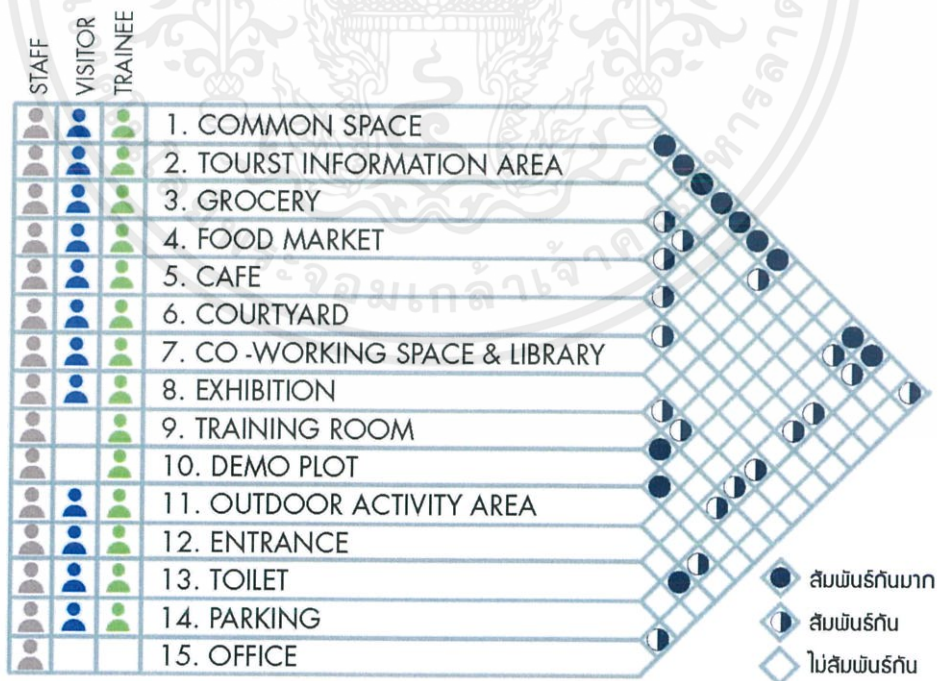 STAFF
VISITOR
TRAINEE
1. COMMON SPACE
2. TOURST INFORMATION AREA
3. GROCERY
4. FOOD MARKET
5. CAFE
6. COURTYARD
7. CO -WORKING SPACE & LIBRARY
8. EXHIBITION
9. TRAINING ROOM
10. DEMO PLOT
11. OUTDOOR ACTIVITY AREA
12. ENTRANCE
13. TOILET
14. PARKING
15. OFFICE
สัมพันธ์กันมาก
สัมพันธ์กัน
ไม่สัมพันธ์กัน